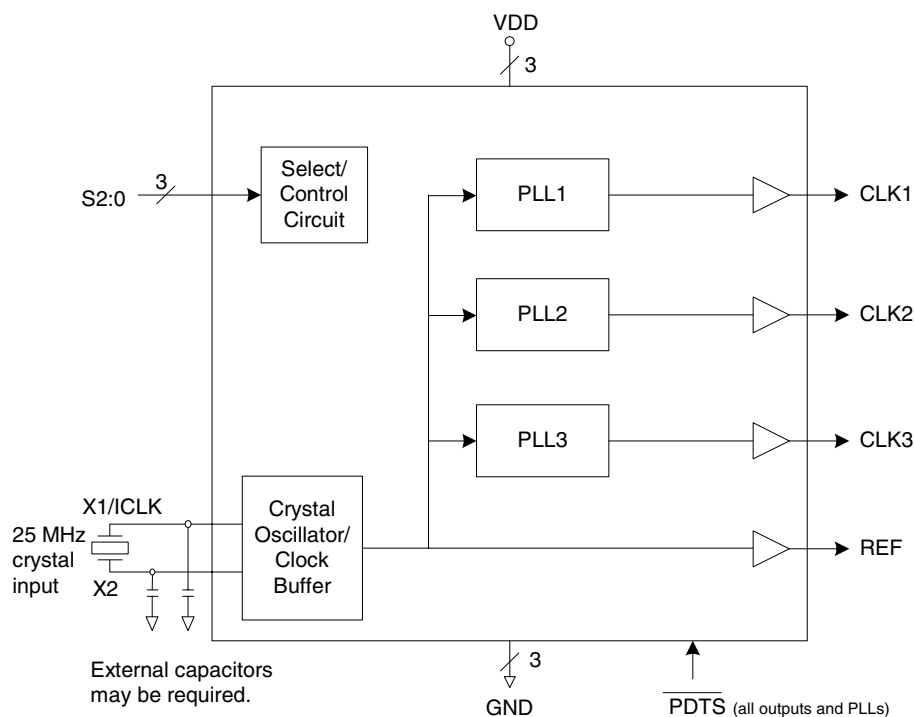 VDD
3
Select/
Control
Circuit
3
S2:0
PLL1
CLK1
PLL2
CLK2
PLL3
CLK3
X1/ICLK
25 MHz
crystal
input
X2
Crystal
Oscillator/
Clock
Buffer
REF
External capacitors
may be required.
3
GND
PDTS (all outputs and PLLs)